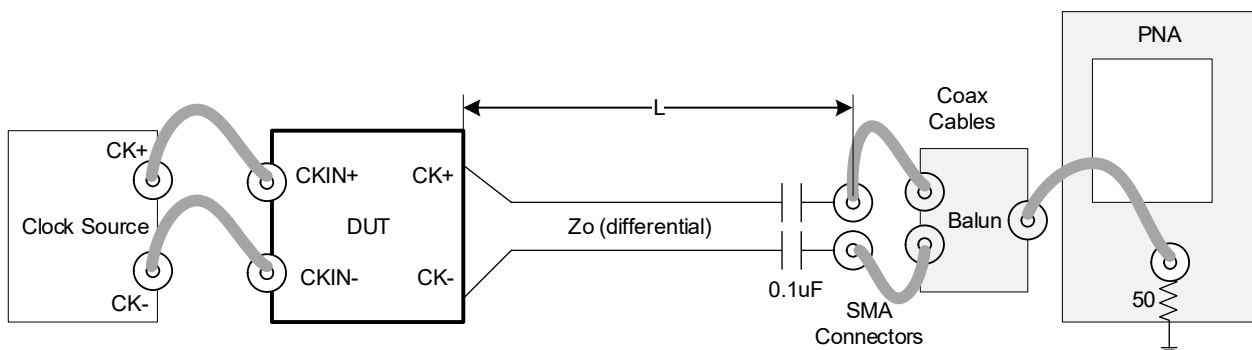 PNA
L
Coax
Cables
CK+
CKIN+
CK+
Clock Source
DUT
Zo (differential)
Balun
CK-
CKIN-
CK-
0.1uF
SMA
Connectors
50